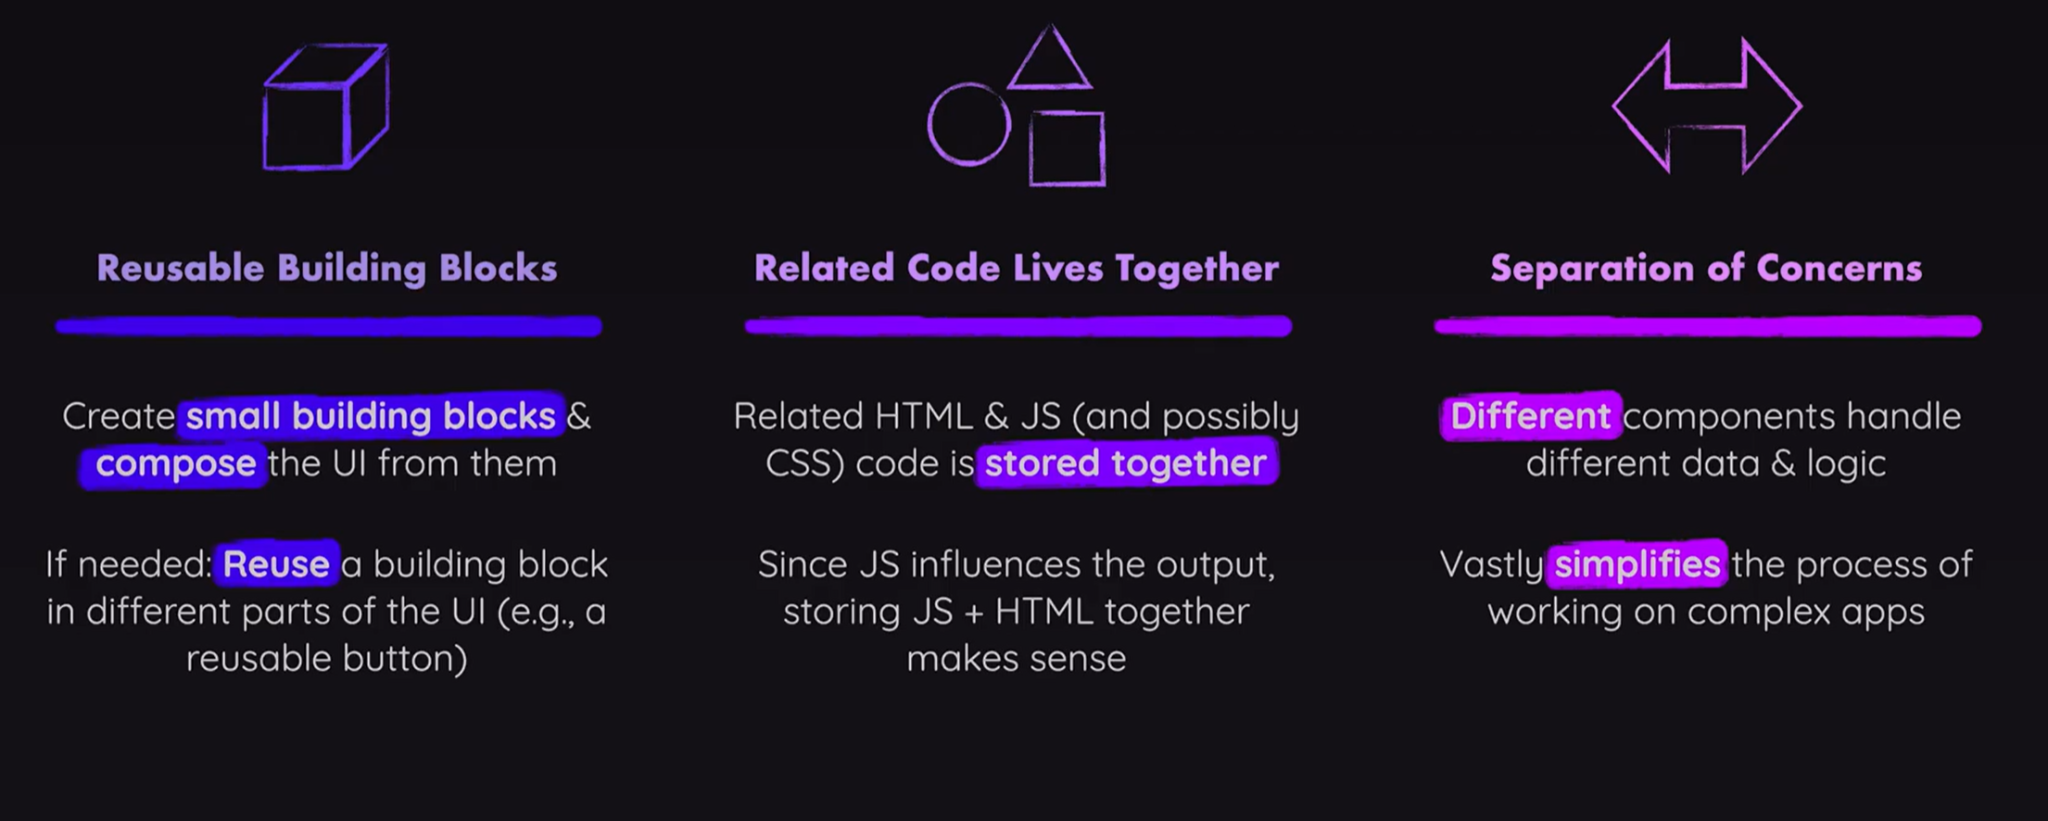 Reusable Building Blocks
Create small building blocks &
compose the UI from them
If needed: Reuse a building block
in different parts of the UI (e.g., a
reusable button)
Related Code Lives Together
Related HTML & JS (and possibly
CSS) code is stored together
Since JS influences the output,
storing JS + HTML together
makes sense
Separation of Concerns
Different components handle
different data & logic
Vastly simplifies the process of
working on complex apps